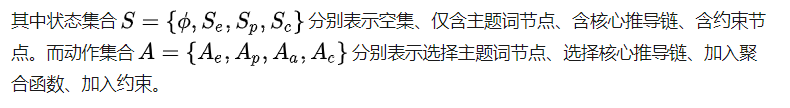 其中状态集合 S = {ϕ, S_e, S_p, S_c} 分别表示空集、仅含主题词节点、含核心推导链、含约束节
点。而动作集合 A = {A_e, A_p, A_a, A_c} 分别表示选择主题词节点、选择核心推导链、加入聚
合函数、加入约束。